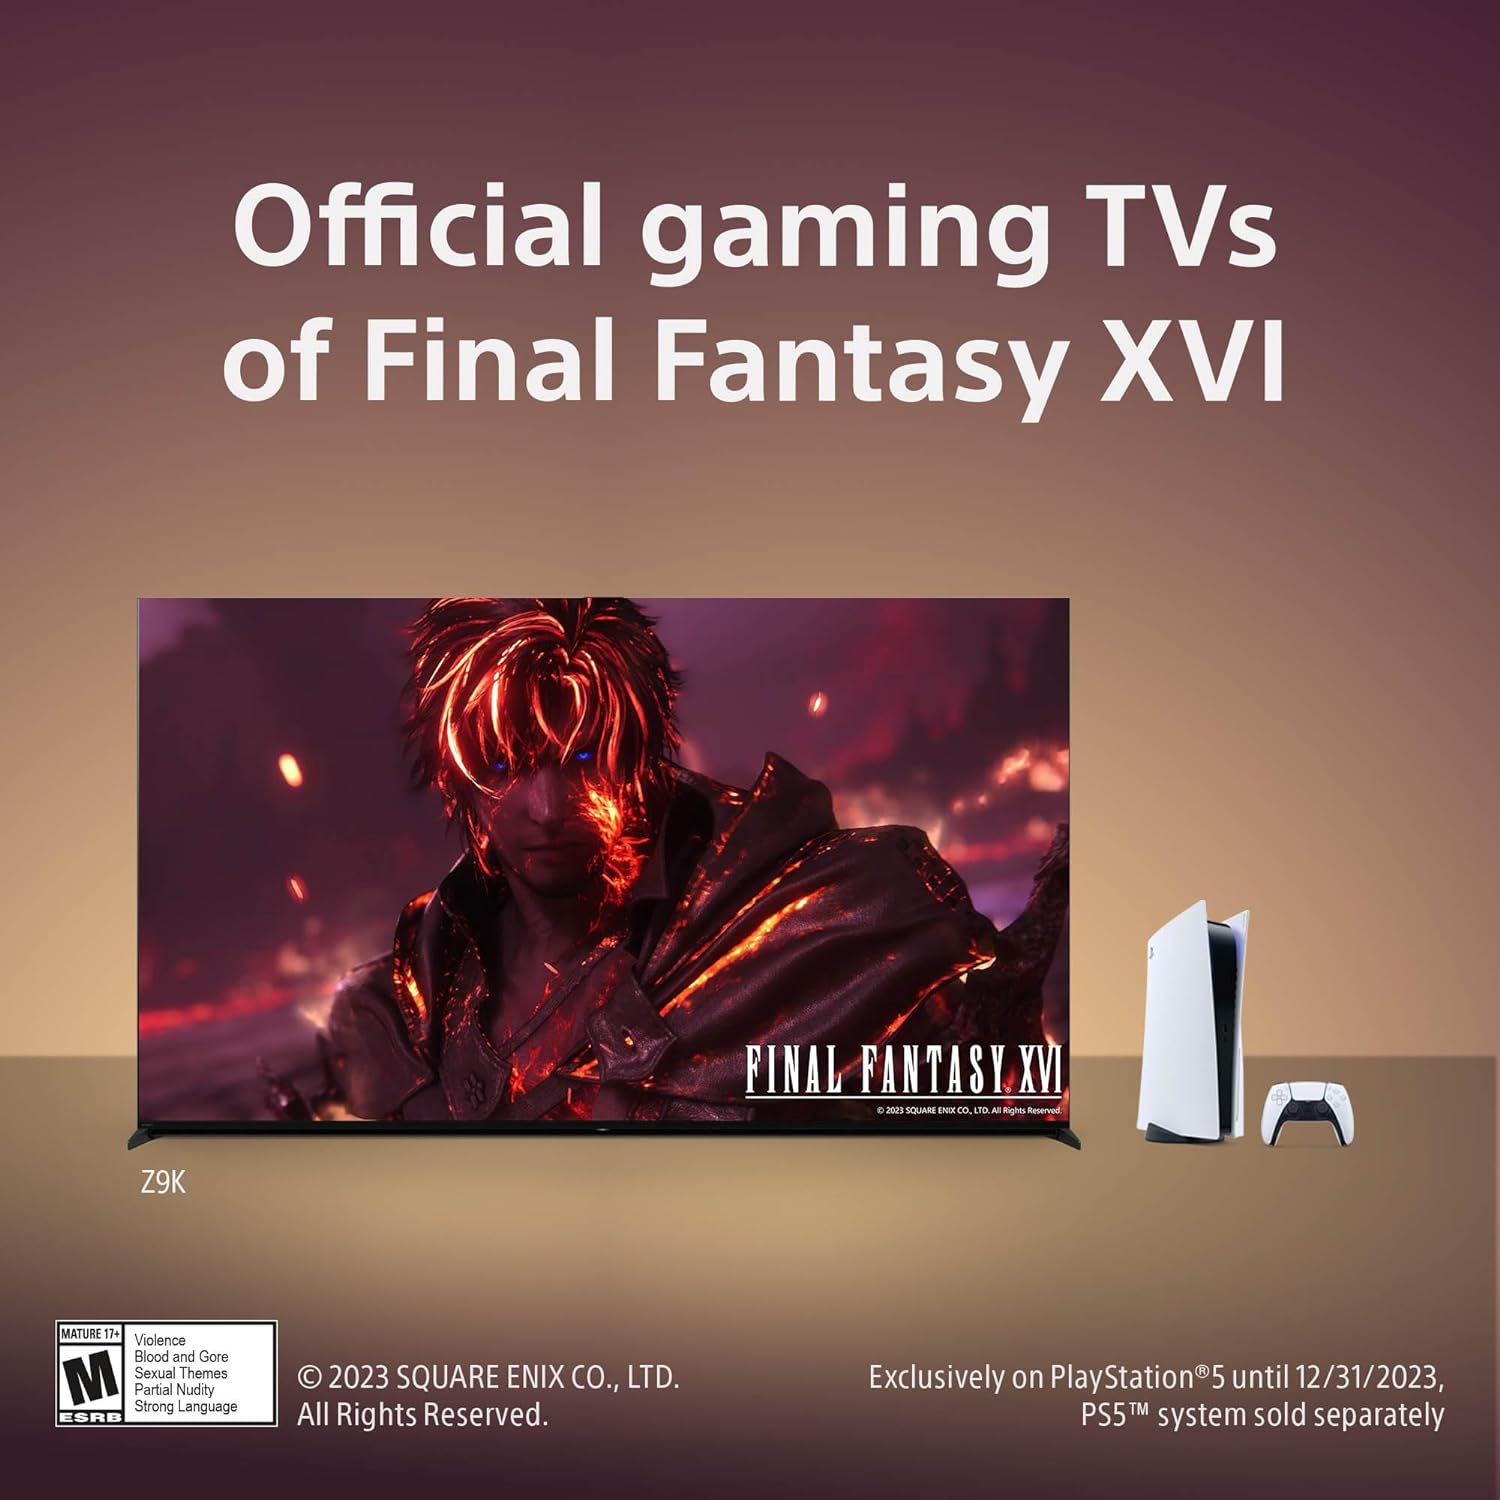 Official gaming TVs
of Final Fantasy XVI
FINAL FANTASY® XVI
© 2023 SQUARE ENIX CO., LTD. All Rights Reserved.
Z9K
MATURE 17+
M
ESRB
Violence
Blood and Gore
Sexual Themes
Partial Nudity
Strong Language
© 2023 SQUARE ENIX CO., LTD.
All Rights Reserved.
Exclusively on PlayStation®5 until 12/31/2023,
PS5™ system sold separately